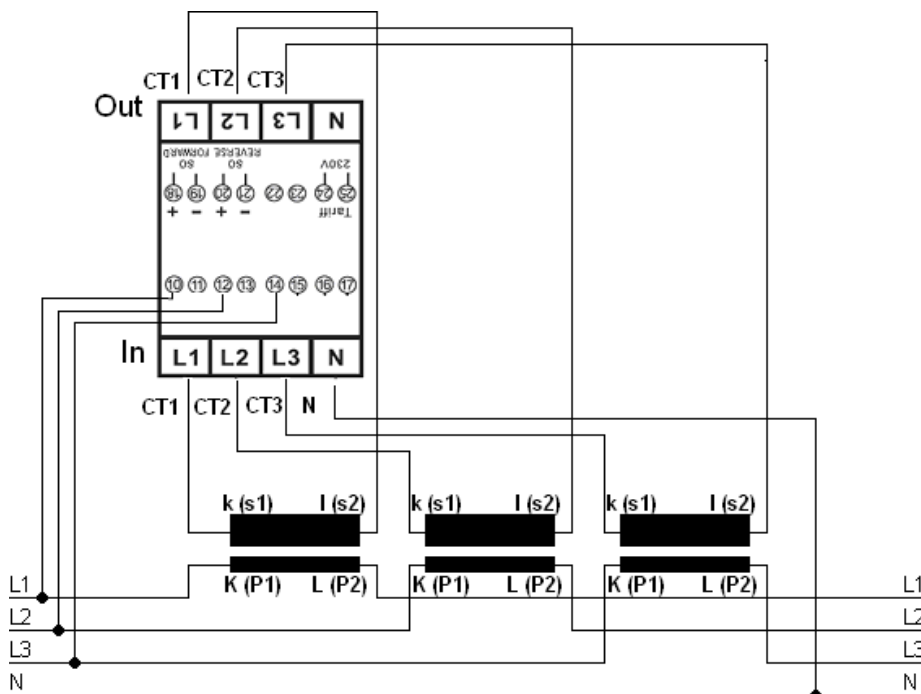 CT1 CT2 CT3
Out
L1 L2 L3 N
SO FORWARD SO REVERSE 230V
18 19 20 21 22 23 24 25
+ - + - Tariff
10 11 12 13 14 15 16 17
In L1 L2 L3 N
CT1 CT2 CT3 N
k (s1) l (s2) k (s1) l (s2) k (s1) l (s2)
K (P1) L (P2) K (P1) L (P2) K (P1) L (P2)
L1 L1
L2 L2
L3 L3
N N